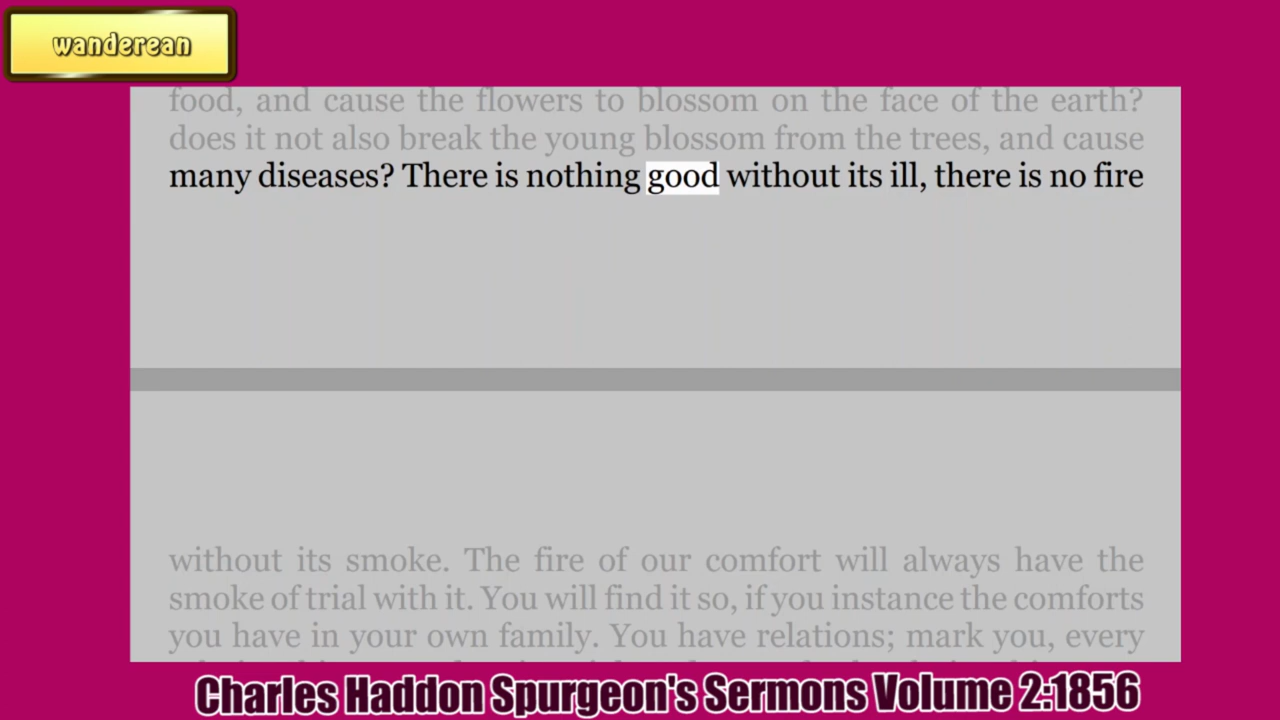 wanderean
food, and cause the flowers to blossom on the face of the earth?
does it not also break the young blossom from the trees, and cause
many diseases? There is nothing good without its ill, there is no fire
without its smoke. The fire of our comfort will always have the
smoke of trial with it. You will find it so, if you instance the comforts
you have in your own family. You have relations; mark you, every
Charles Haddon Spurgeon's Sermons Volume 2:1856